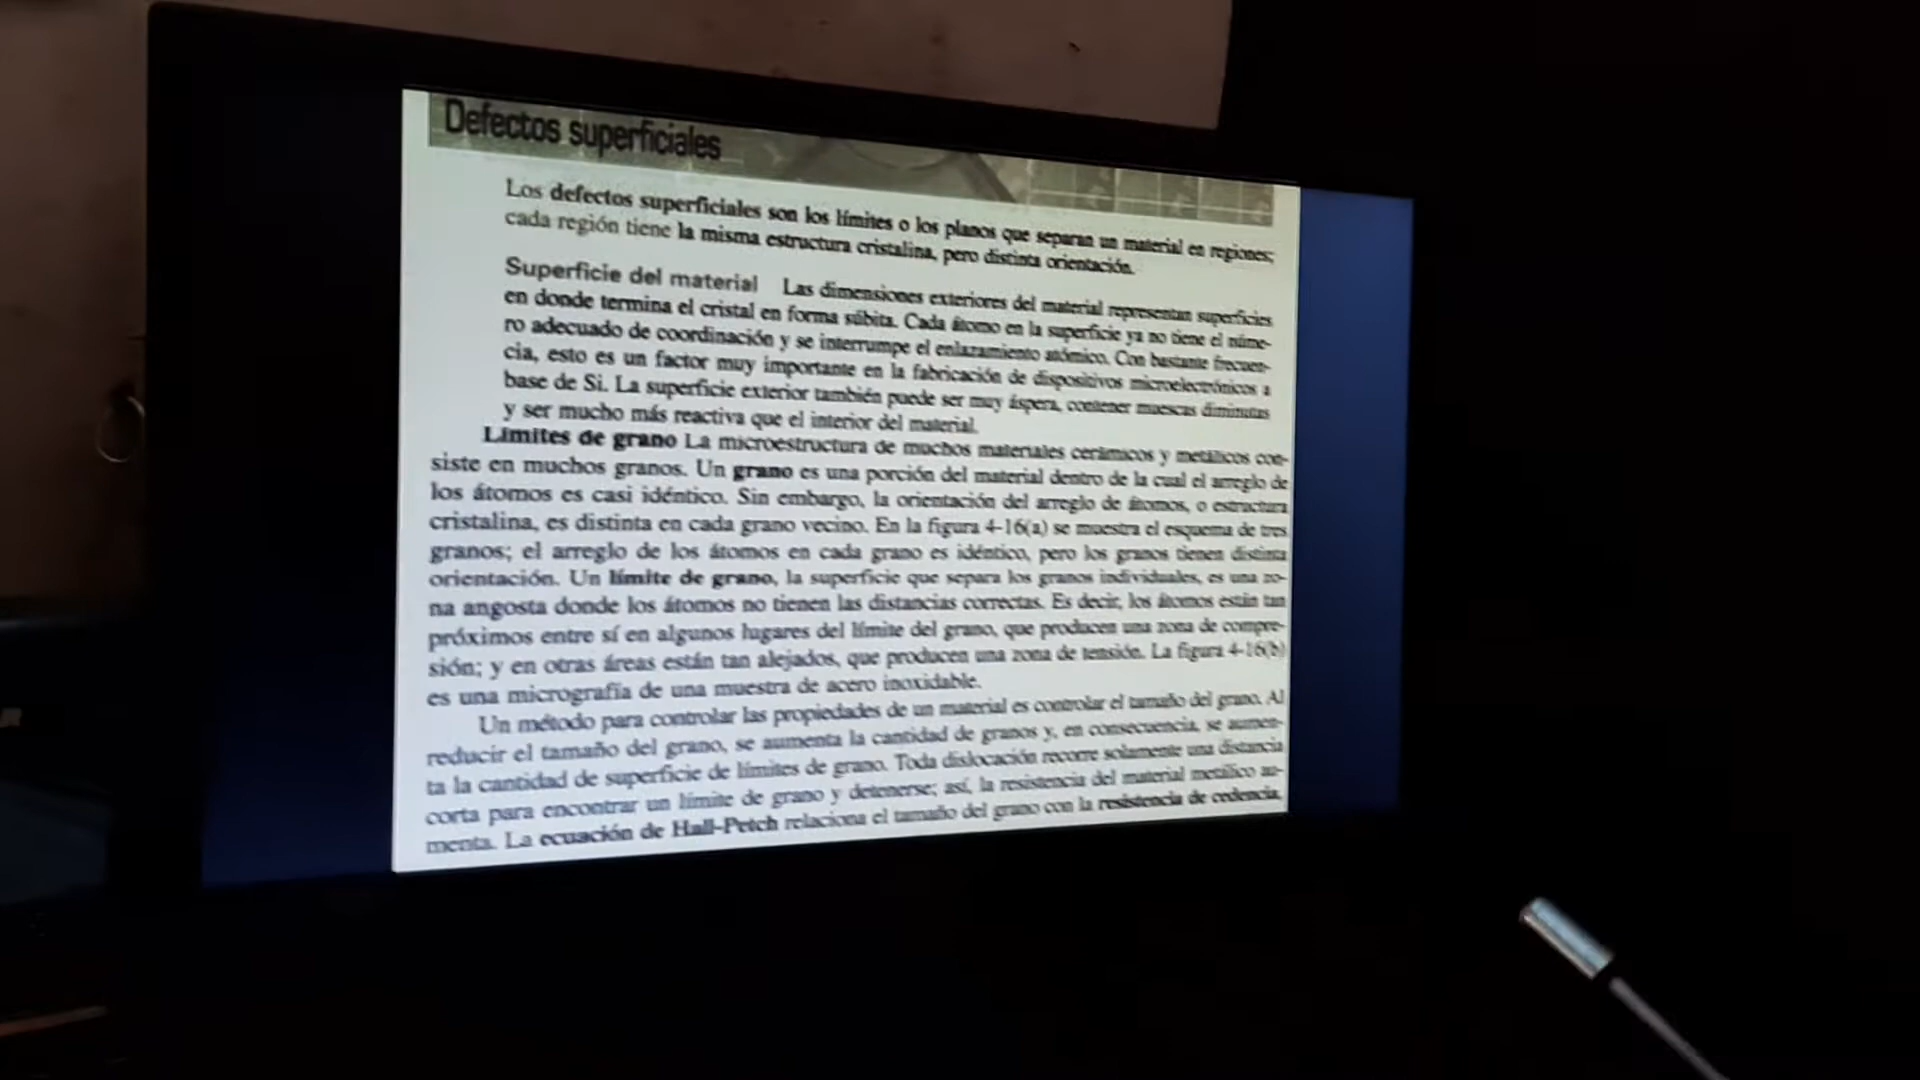 Defectos superficiales
Los defectos superficiales son los límites o los planos que separan un material en regiones;
cada región tiene la misma estructura cristalina, pero distinta orientación.
Superficie del material Las dimensiones exteriores del material representan superficies
en donde termina el cristal en forma súbita. Cada átomo en la superficie ya no tiene el núme-
ro adecuado de coordinación y se interrumpe el enlazamiento atómico. Con bastante frecuen-
cia, esto es un factor muy importante en la fabricación de dispositivos microelectrónicos a
base de Si. La superficie exterior también puede ser muy áspera, contener muescas diminutas
y ser mucho más reactiva que el interior del material.
Límites de grano La microestructura de muchos materiales cerámicos y metálicos con-
siste en muchos granos. Un grano es una porción del material dentro de la cual el arreglo de
los átomos es casi idéntico. Sin embargo, la orientación del arreglo de átomos, o estructura
cristalina, es distinta en cada grano vecino. En la figura 4-16(a) se muestra el esquema de tres
granos; el arreglo de los átomos en cada grano es idéntico, pero los granos tienen distinta
orientación. Un límite de grano, la superficie que separa los granos individuales, es una zo-
na angosta donde los átomos no tienen las distancias correctas. Es decir, los átomos están tan
próximos entre sí en algunos lugares del límite del grano, que producen una zona de compre-
sión; y en otras áreas están tan alejados, que producen una zona de tensión. La figura 4-16(b)
es una micrografía de una muestra de acero inoxidable.
Un método para controlar las propiedades de un material es controlar el tamaño del grano. Al
reducir el tamaño del grano, se aumenta la cantidad de granos y, en consecuencia, se aumen-
ta la cantidad de superficie de límites de grano. Toda dislocación recorre solamente una distancia
corta para encontrar un límite de grano y detenerse; así, la resistencia del material metálico au-
menta. La ecuación de Hall-Petch relaciona el tamaño del grano con la resistencia de cedencia,